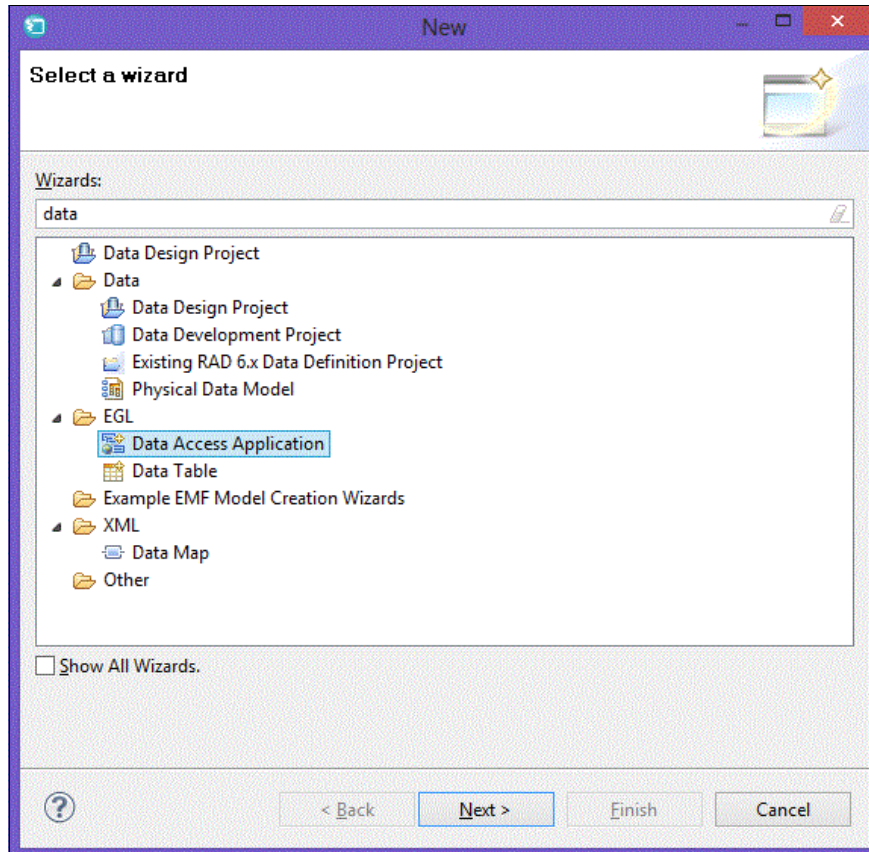 New
Select a wizard
Wizards:
data
Data Design Project
Data
Data Design Project
Data Development Project
Existing RAD 6.x Data Definition Project
Physical Data Model
EGL
Data Access Application
Data Table
Example EMF Model Creation Wizards
XML
Data Map
Other
Show All Wizards.
? < Back Next > Finish Cancel